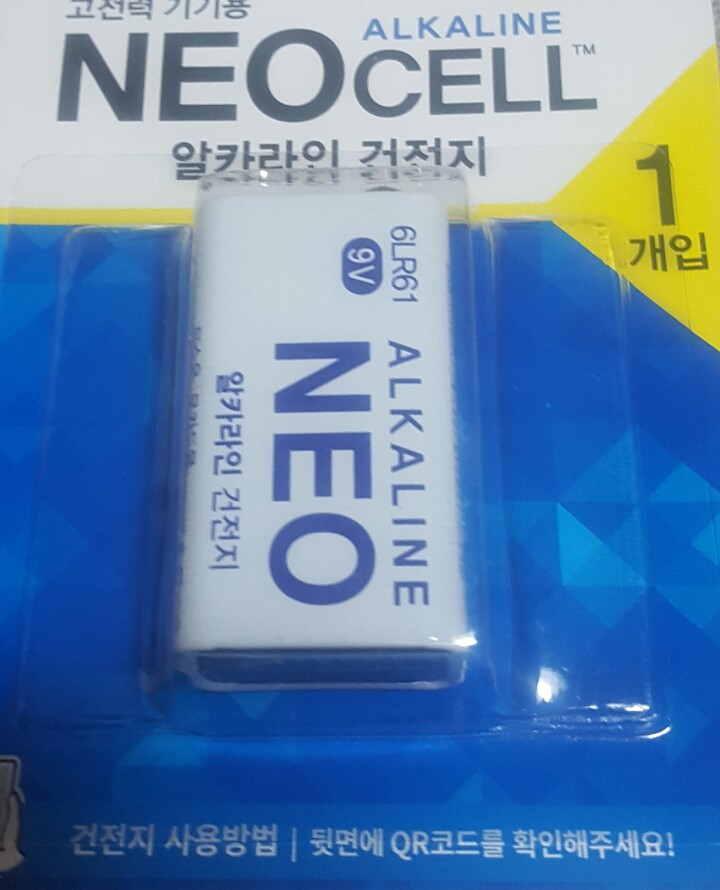 고전력 기기용
ALKALINE
NEOCELL™
알카라인 건전지
1
개입
6LR61
9V
ALKALINE
NEO
알카라인 건전지
건전지 사용방법 | 뒷면에 QR코드를 확인해주세요!